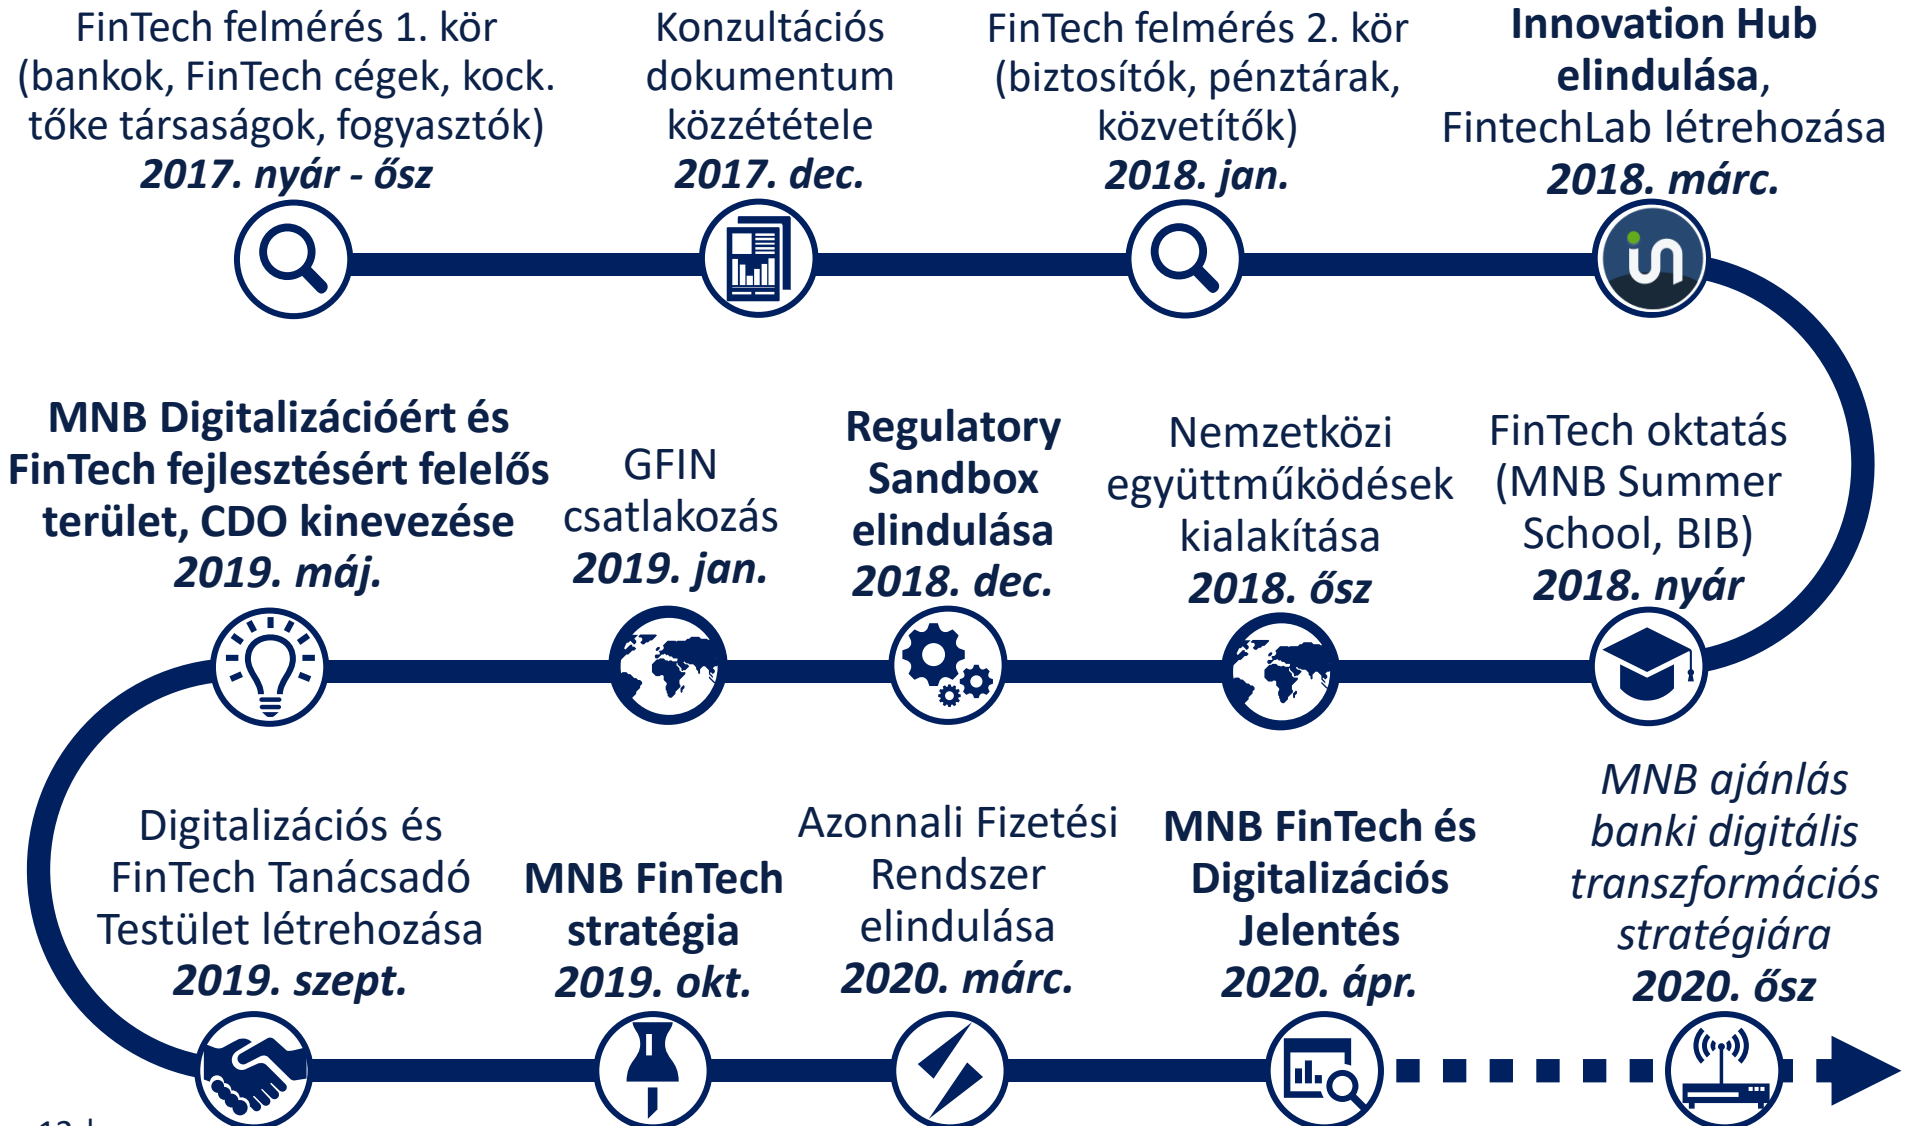 FinTech felmérés 1. kör
(bankok, FinTech cégek, kock.
tőke társaságok, fogyasztók)
2017. nyár - ősz
Konzultációs
dokumentum
közzététele
2017. dec.
FinTech felmérés 2. kör
(biztosítók, pénztárak,
közvetítők)
2018. jan.
Innovation Hub
elindulása,
FintechLab létrehozása
2018. márc.
in
MNB Digitalizációért és
FinTech fejlesztésért felelős
terület, CDO kinevezése
2019. máj.
GFIN
csatlakozás
2019. jan.
Regulatory
Sandbox
elindulása
2018. dec.
Nemzetközi
együttműködések
kialakítása
2018. ősz
FinTech oktatás
(MNB Summer
School, BIB)
2018. nyár
Digitalizációs és
FinTech Tanácsadó
Testület létrehozása
2019. szept.
MNB FinTech
stratégia
2019. okt.
Azonnali Fizetési
Rendszer
elindulása
2020. márc.
MNB FinTech és
Digitalizációs
Jelentés
2020. ápr.
MNB ajánlás
banki digitális
transzformációs
stratégiára
2020. ősz